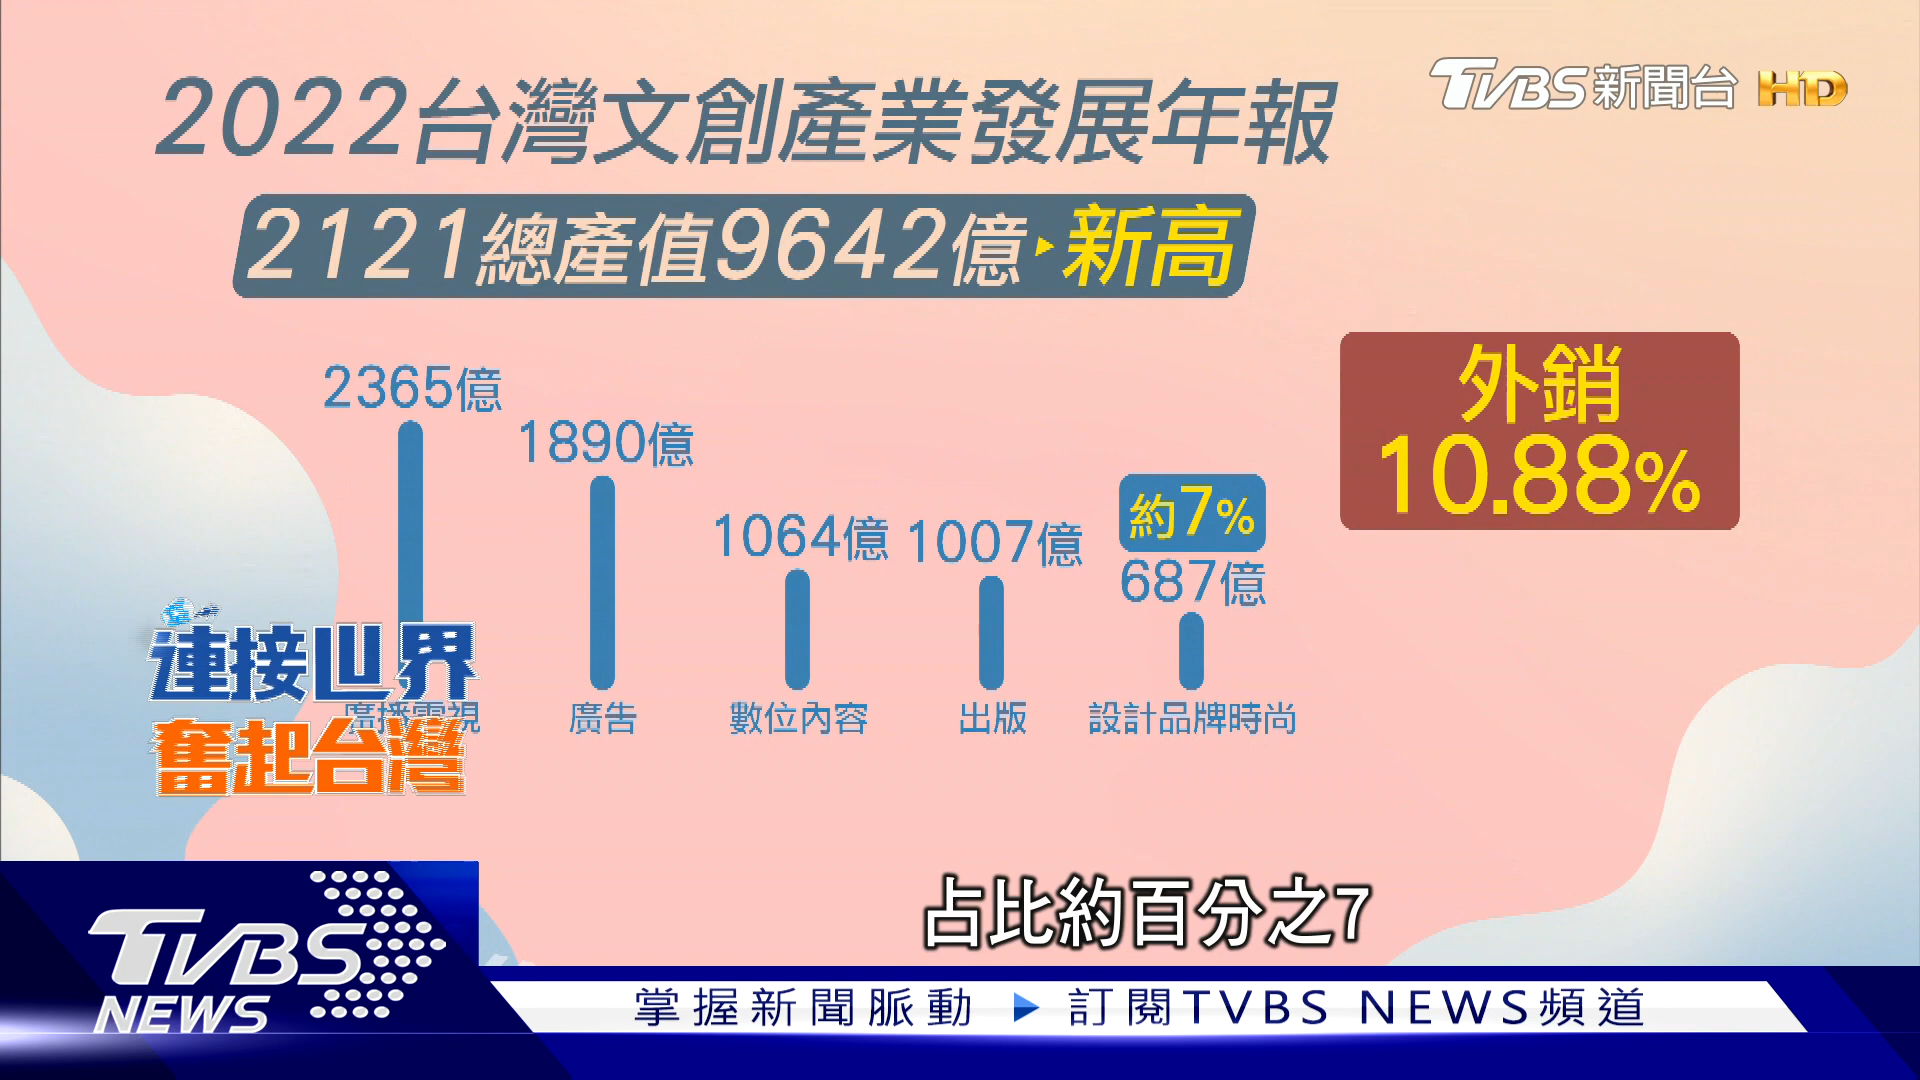 2022台灣文創產業發展年報
TVBS新聞台 HD
2121總產值9642億▸新高
外銷
10.88%
2365億
1890億
1064億
1007億
約7%
687億
連接世界
奮起台灣
廣播電視
廣告
數位內容
出版
設計品牌時尚
占比約百分之7
TVBS
NEWS
掌握新聞脈動 ▶ 訂閱TVBS NEWS頻道